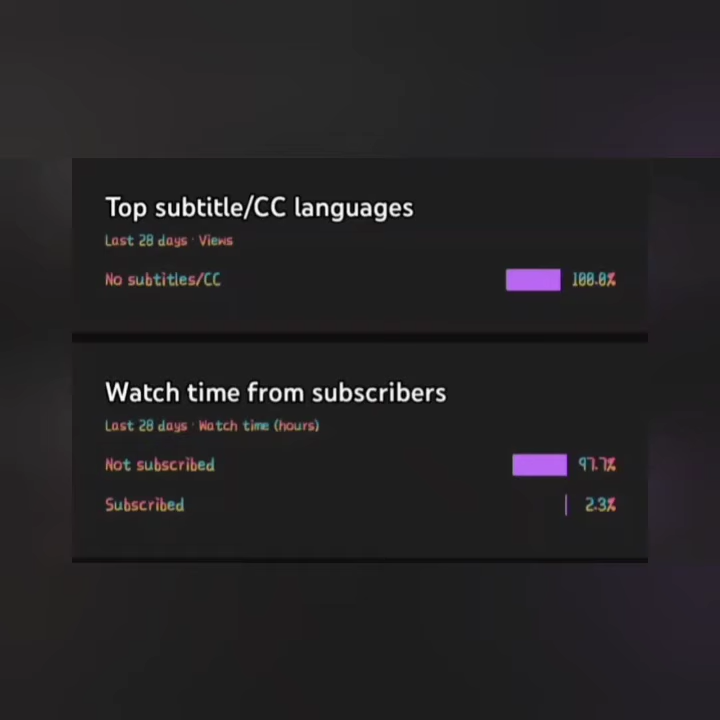 Top subtitle/CC languages
Last 28 days · Views
No subtitles/CC 100.0%
Watch time from subscribers
Last 28 days · Watch time (hours)
Not subscribed 97.7%
Subscribed 2.3%